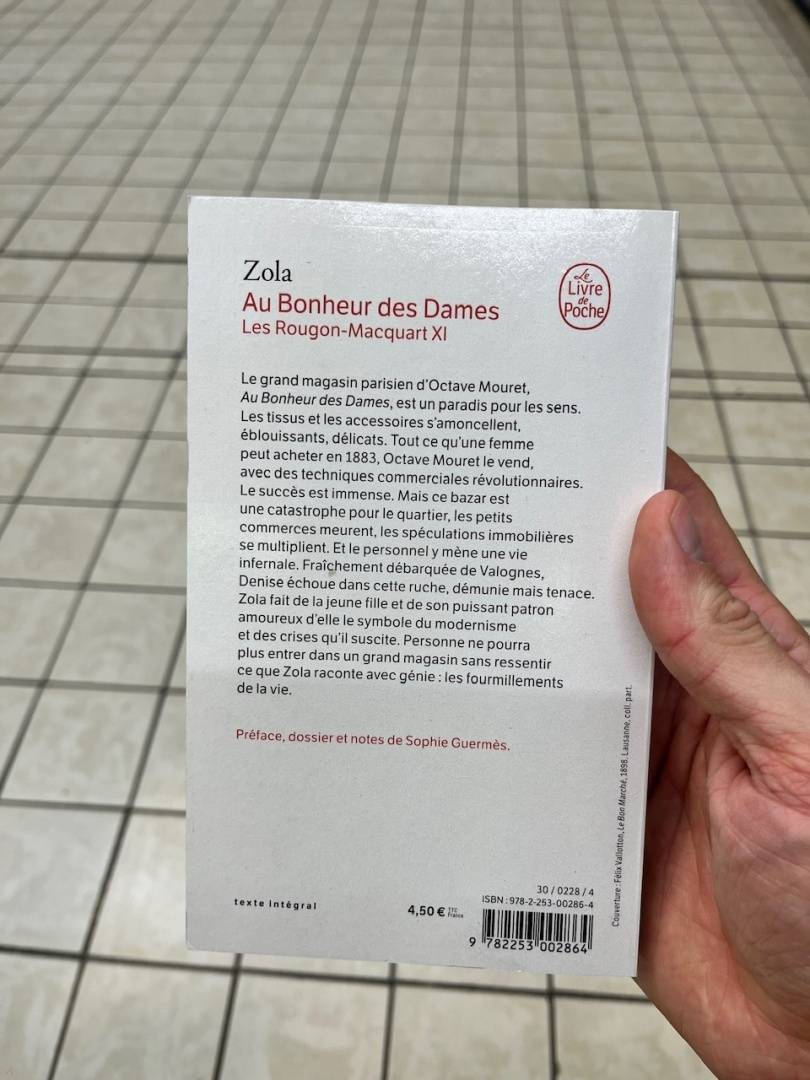 Zola
Au Bonheur des Dames
Les Rougon-Macquart XI
Le
Livre
de
Poche
Le grand magasin parisien d'Octave Mouret,
Au Bonheur des Dames, est un paradis pour les sens.
Les tissus et les accessoires s'amoncellent,
éblouissants, délicats. Tout ce qu'une femme
peut acheter en 1883, Octave Mouret le vend,
avec des techniques commerciales révolutionnaires.
Le succès est immense. Mais ce bazar est
une catastrophe pour le quartier, les petits
commerces meurent, les spéculations immobilières
se multiplient. Et le personnel y mène une vie
infernale. Fraîchement débarquée de Valognes,
Denise échoue dans cette ruche, démunie mais tenace.
Zola fait de la jeune fille et de son puissant patron
amoureux d'elle le symbole du modernisme
et des crises qu'il suscite. Personne ne pourra
plus entrer dans un grand magasin sans ressentir
ce que Zola raconte avec génie : les fourmillements
de la vie.
Préface, dossier et notes de Sophie Guermès.
texte intégral
4,50 € TTC
France
30 / 0228 / 4
ISBN : 978-2-253-00286-4
9 782253 002864
Couverture : Félix Vallotton, Le Bon Marché, 1898. Lausanne, coll. part.